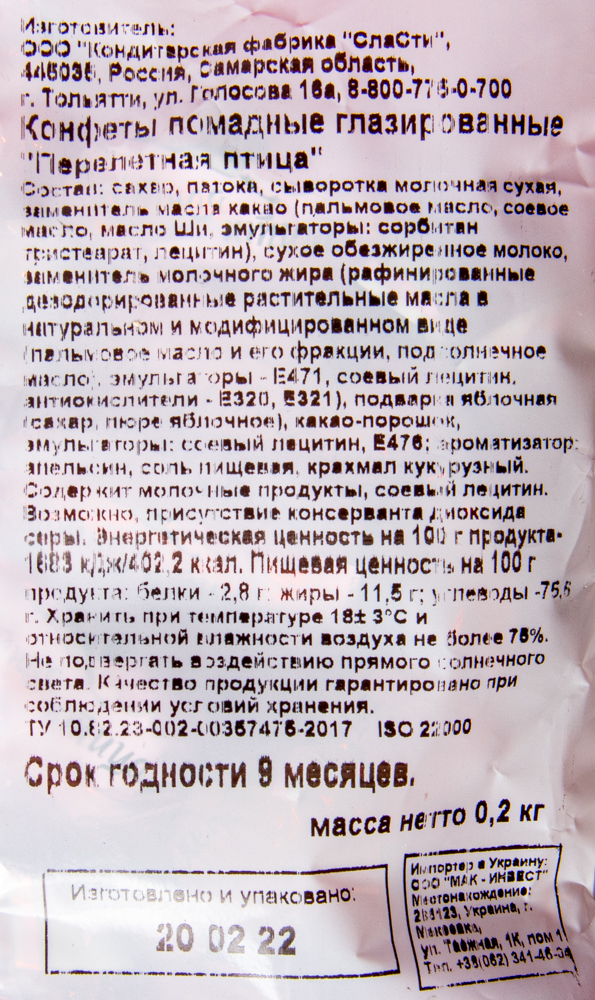 Изготовитель:
ООО "Кондитерская фабрика "СлаСти",
445035, Россия, Самарская область,
г. Тольятти, ул. Голосова 16а, 8-800-775-0-700
Конфеты помадные глазированные
"Перелетная птица"
Состав: сахар, патока, сыворотка молочная сухая,
заменитель масла какао (пальмовое масло, соевое
масло, масло Ши, эмульгаторы: сорбитан
тристеарат, лецитин), сухое обезжиренное молоко,
заменитель молочного жира (рафинированные
дезодорированные растительные масла в
натуральном и модифицированном виде
(пальмовое масло и его фракции, подсолнечное
масло), эмульгаторы - Е471, соевый лецитин,
антиокислители - Е320, Е321), подварка яблочная
(сахар, пюре яблочное), какао-порошок,
эмульгаторы: соевый лецитин, Е476; ароматизатор:
апельсин, соль пищевая, крахмал кукурузный.
Содержит молочные продукты, соевый лецитин.
Возможно, присутствие консерванта диоксида
серы. Энергетическая ценность на 100 г продукта-
1683 кДж/402,2 ккал. Пищевая ценность на 100 г
продукта: белки - 2,8 г; жиры - 11,5 г; углеводы -75,6
г. Хранить при температуре 18± 3°С и
относительной влажности воздуха не более 75%.
Не подвергать воздействию прямого солнечного
света. Качество продукции гарантировано при
соблюдении условий хранения.
ТУ 10.82.23-002-00357475-2017 ISO 22000
Срок годности 9 месяцев.
масса нетто 0,2 кг
Изготовлено и упаковано:
20 02 22
Импортер в Украину:
ООО "МАК - ИНВЕСТ"
Местонахождение:
Украина, г.
Макеевка,
ул. Таежная, 1К, пом 1
Тел. +38(062) 341-46-04